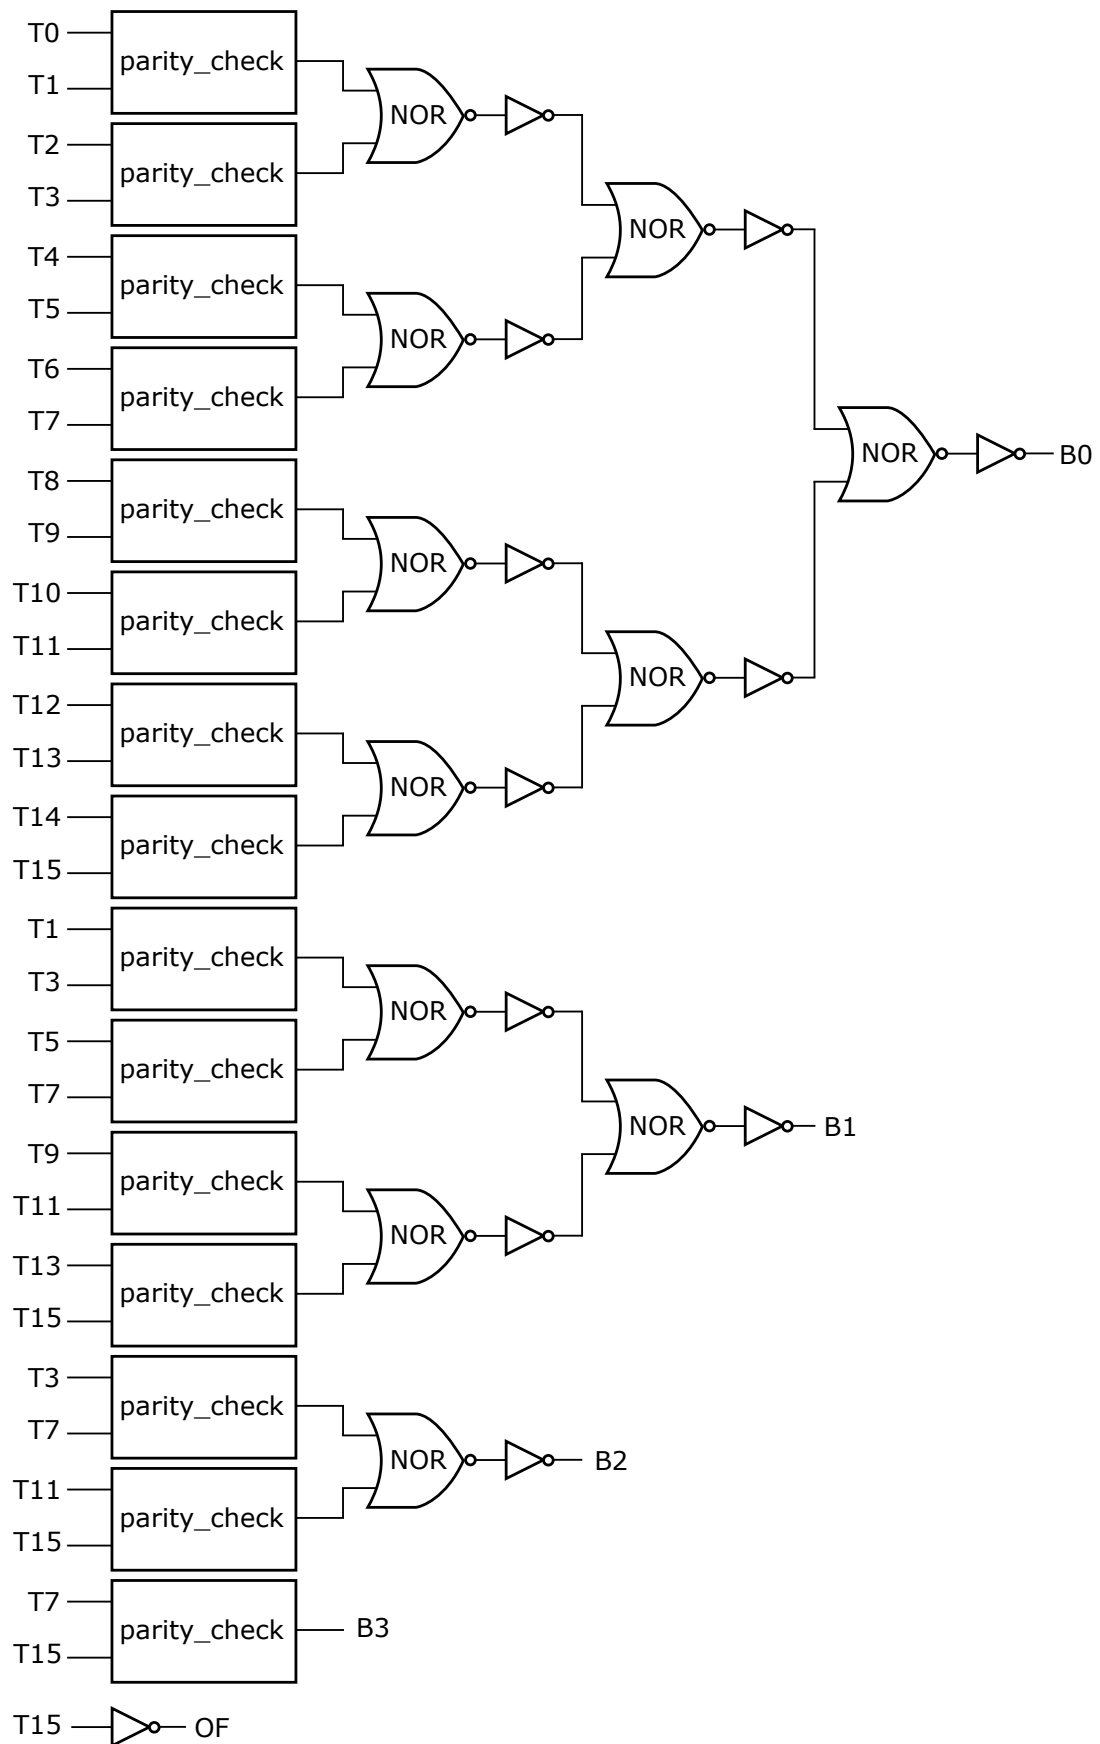 T0
parity_check
T1
NOR
T2
parity_check
T3
NOR
T4
parity_check
T5
NOR
T6
parity_check
T7
NOR
B0
T8
parity_check
T9
NOR
T10
parity_check
T11
NOR
T12
parity_check
T13
NOR
T14
parity_check
T15
T1
parity_check
T3
NOR
T5
parity_check
T7
NOR
B1
T9
parity_check
T11
NOR
T13
parity_check
T15
T3
parity_check
T7
NOR
B2
T11
parity_check
T15
T7
parity_check
B3
T15
T15
OF